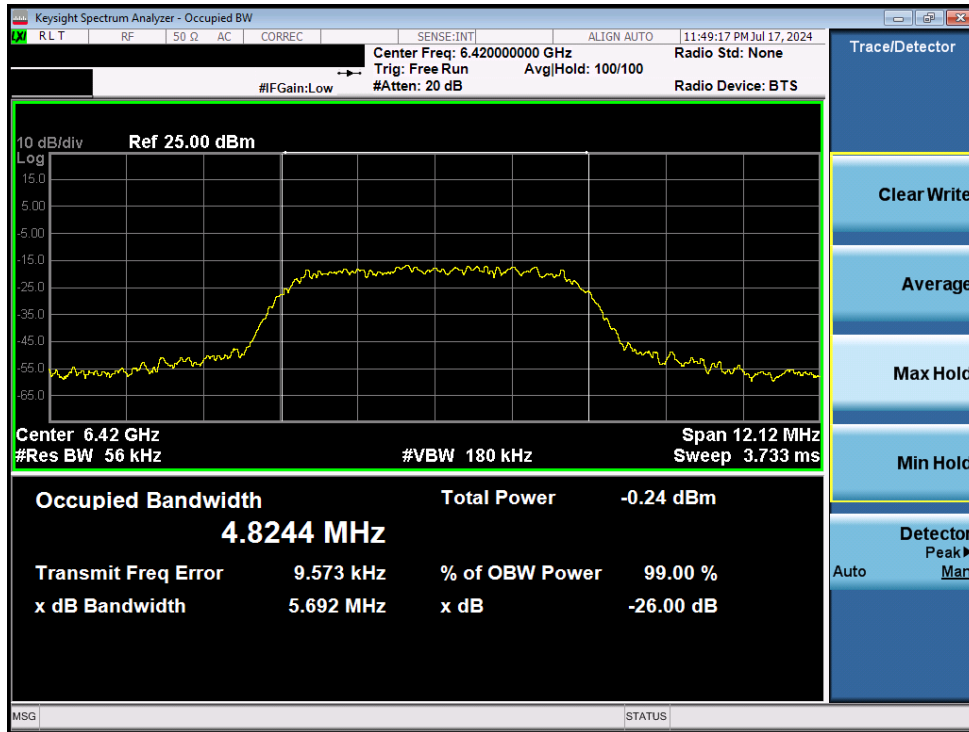 Keysight Spectrum Analyzer - Occupied BW
LXI RLT RF 50 Ω AC CORREC SENSE:INT ALIGN AUTO 11:49:17 PM Jul 17, 2024
Center Freq: 6.420000000 GHz Radio Std: None
Trig: Free Run Avg|Hold: 100/100
#IFGain:Low #Atten: 20 dB Radio Device: BTS
10 dB/div Ref 25.00 dBm
Log
15.0
5.00
-5.00
-15.0
-25.0
-35.0
-45.0
-55.0
-65.0
Center 6.42 GHz Span 12.12 MHz
#Res BW 56 kHz #VBW 180 kHz Sweep 3.733 ms
Occupied Bandwidth Total Power -0.24 dBm
4.8244 MHz
Transmit Freq Error 9.573 kHz % of OBW Power 99.00 %
x dB Bandwidth 5.692 MHz x dB -26.00 dB
MSG STATUS
Trace/Detector
Clear Write
Average
Max Hold
Min Hold
Detector
Peak
Auto Man